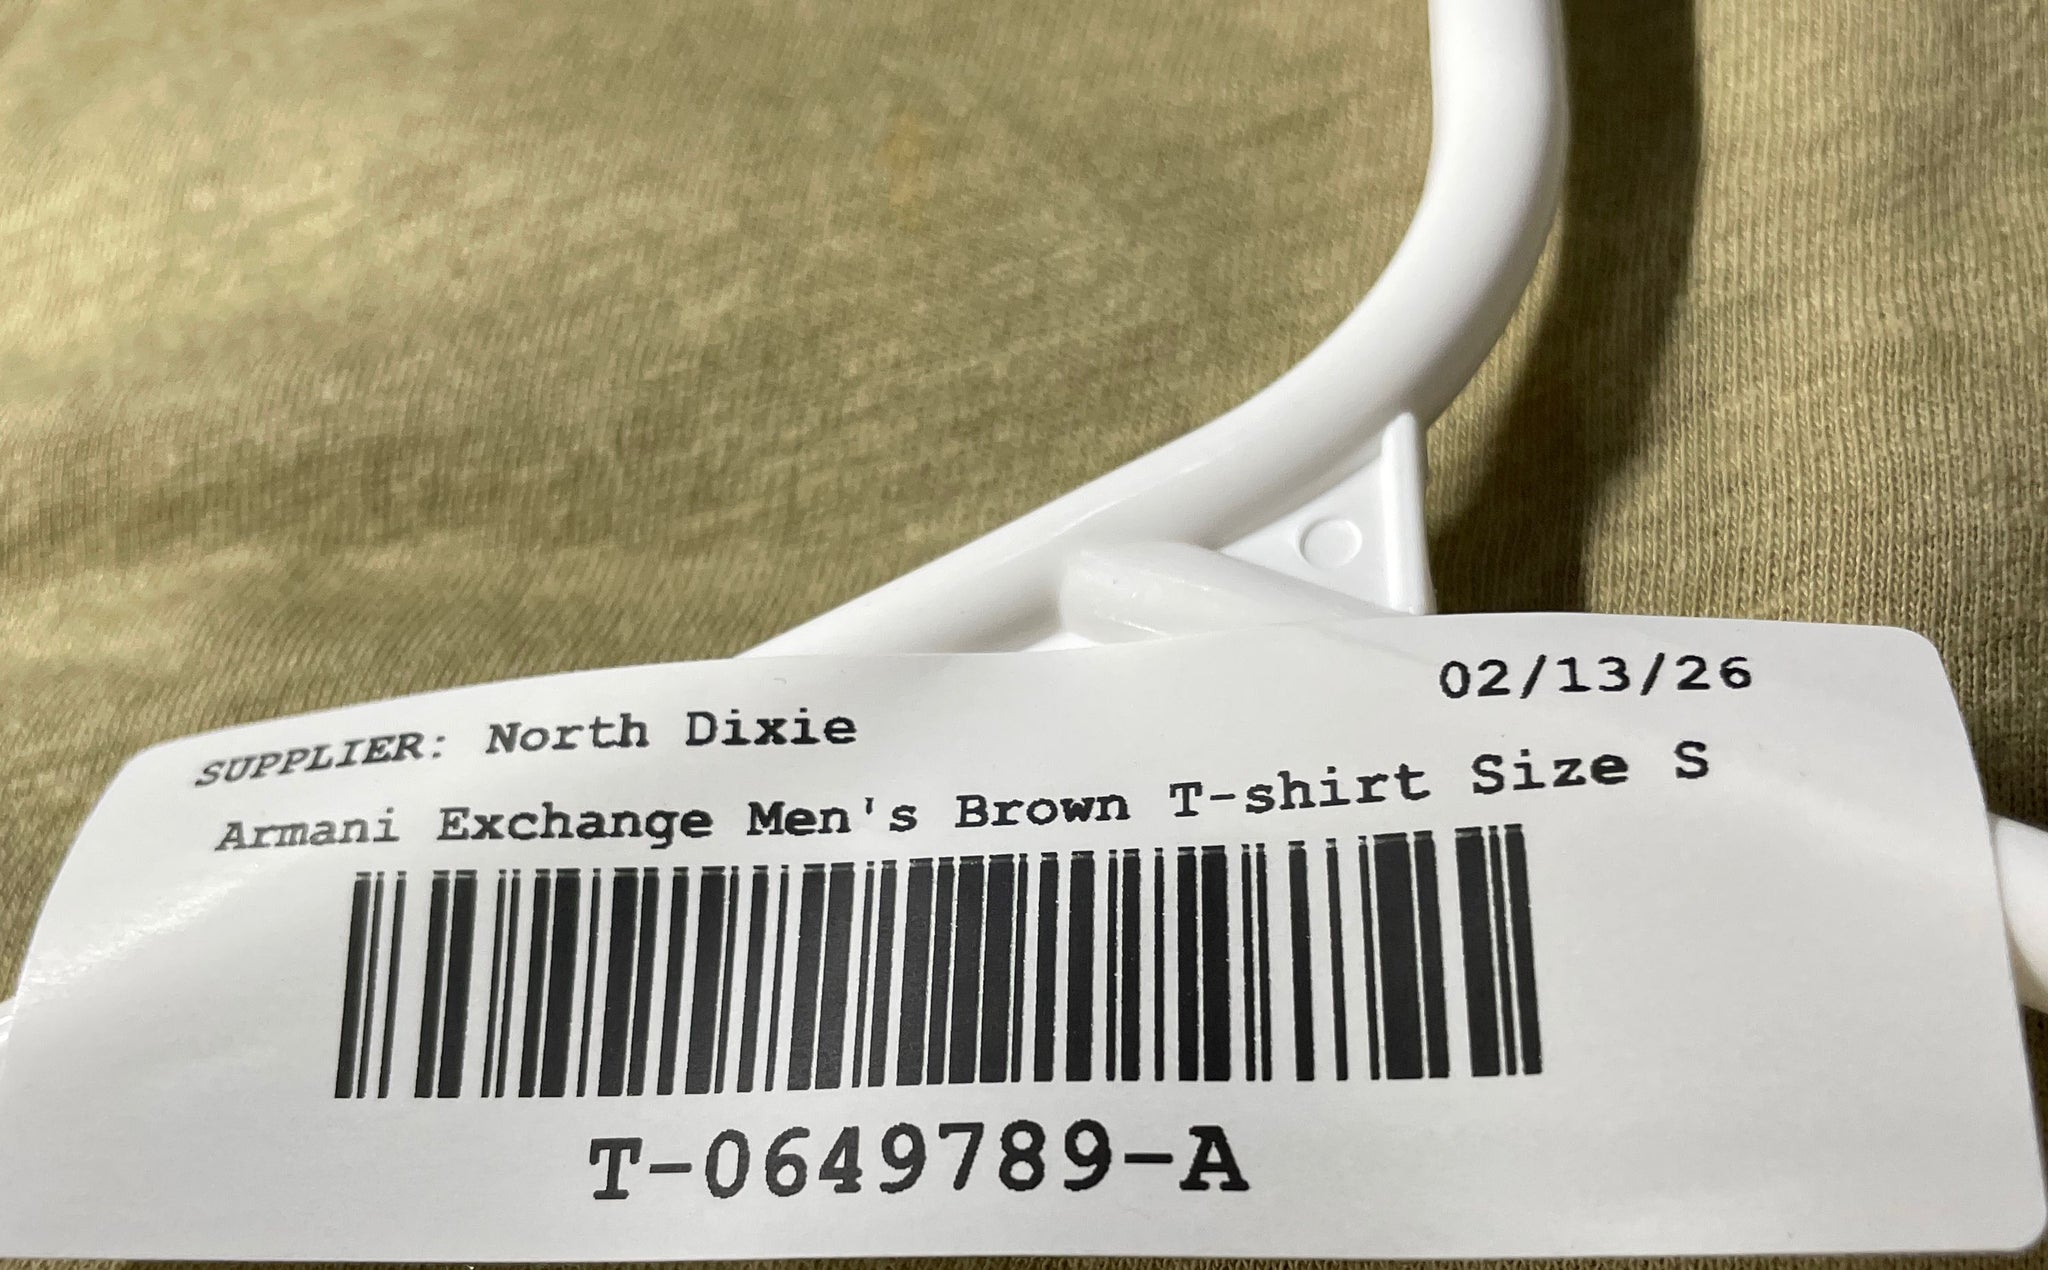 02/13/26
SUPPLIER: North Dixie
Armani Exchange Men's Brown T-shirt Size S
T-0649789-A